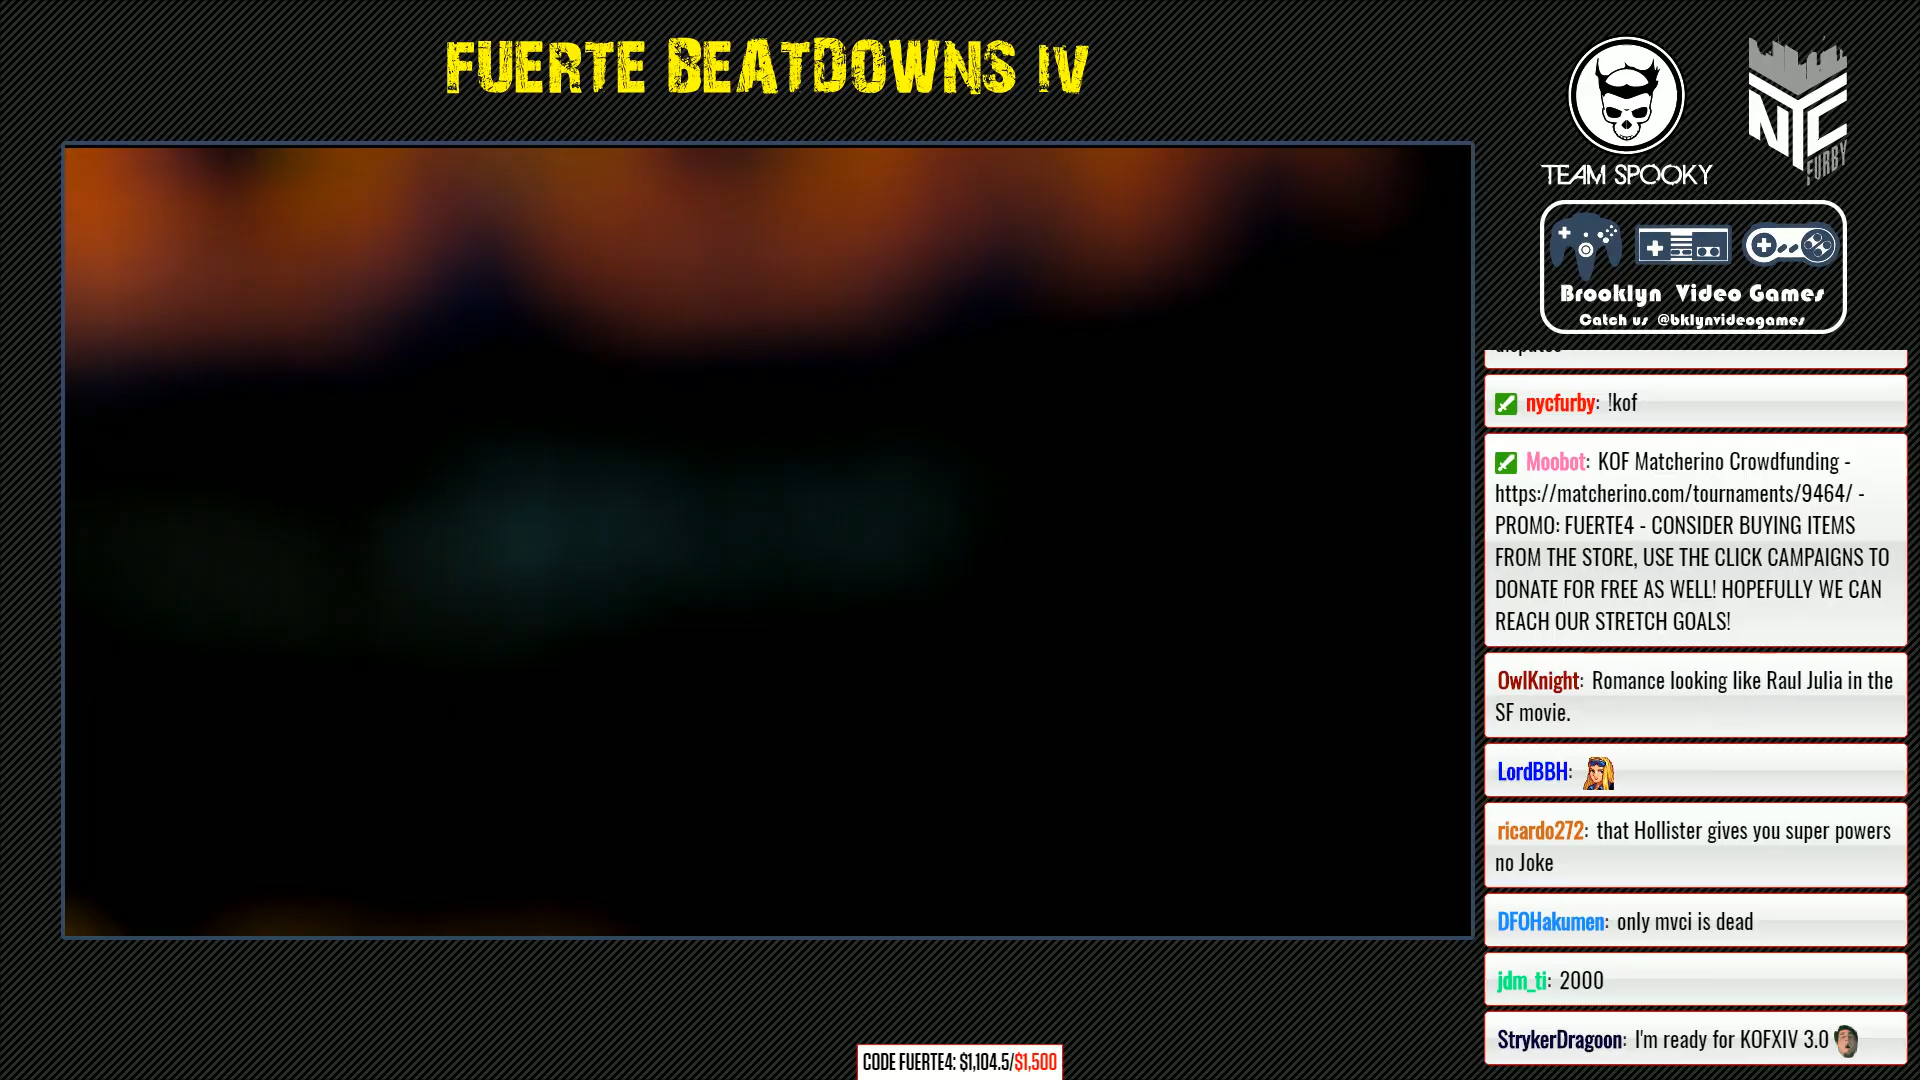 FUERTE BEATDOWNS IV
TEAM SPOOKY
NYC
FURBY
Brooklyn Video Games
Catch us @bklynvideogames
nycfurby: !kof
Moobot: KOF Matcherino Crowdfunding -
https://matcherino.com/tournaments/9464/ -
PROMO: FUERTE4 - CONSIDER BUYING ITEMS
FROM THE STORE, USE THE CLICK CAMPAIGNS TO
DONATE FOR FREE AS WELL! HOPEFULLY WE CAN
REACH OUR STRETCH GOALS!
OwlKnight: Romance looking like Raul Julia in the
SF movie.
LordBBH:
ricardo272: that Hollister gives you super powers
no Joke
DFOHakumen: only mvci is dead
jdm_ti: 2000
StrykerDragoon: I'm ready for KOFXIV 3.0
CODE FUERTE4: $1,104.5/$1,500